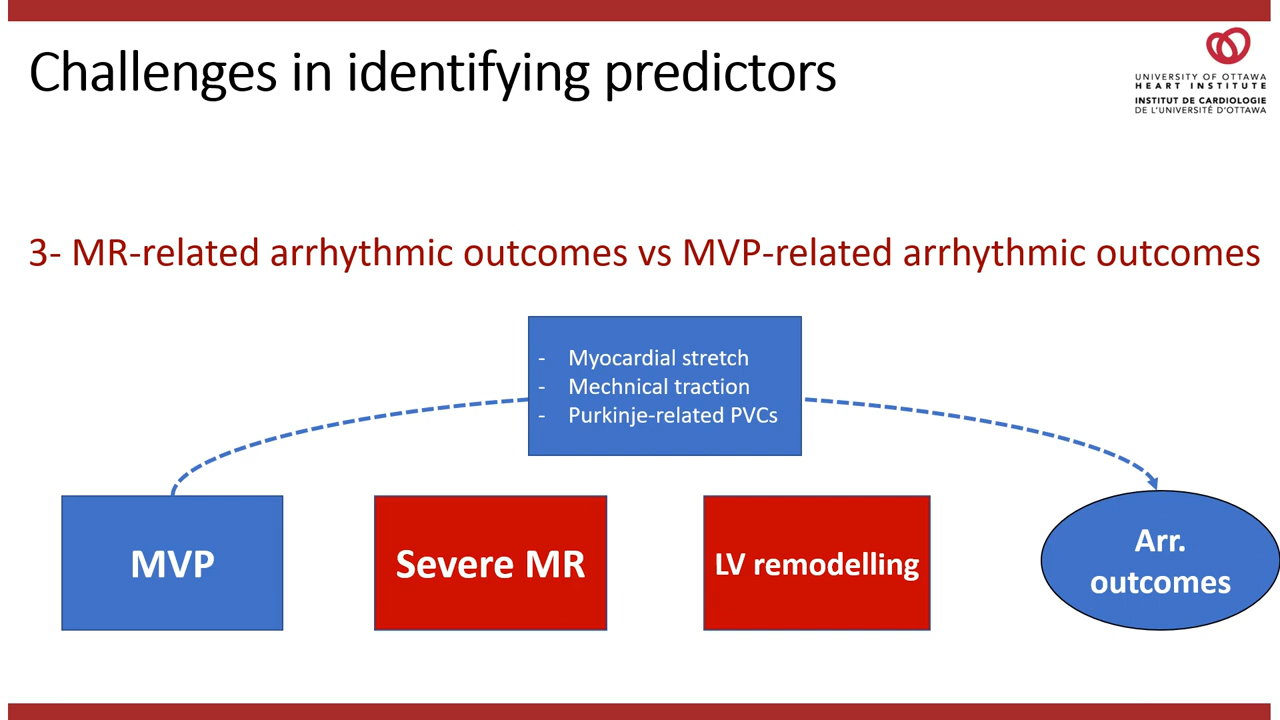 Challenges in identifying predictors
UNIVERSITY OF OTTAWA
HEART INSTITUTE
INSTITUT DE CARDIOLOGIE
DE L'UNIVERSITÉ D'OTTAWA
3- MR-related arrhythmic outcomes vs MVP-related arrhythmic outcomes
- Myocardial stretch
- Mechnical traction
- Purkinje-related PVCs
MVP
Severe MR
LV remodelling
Arr.
outcomes